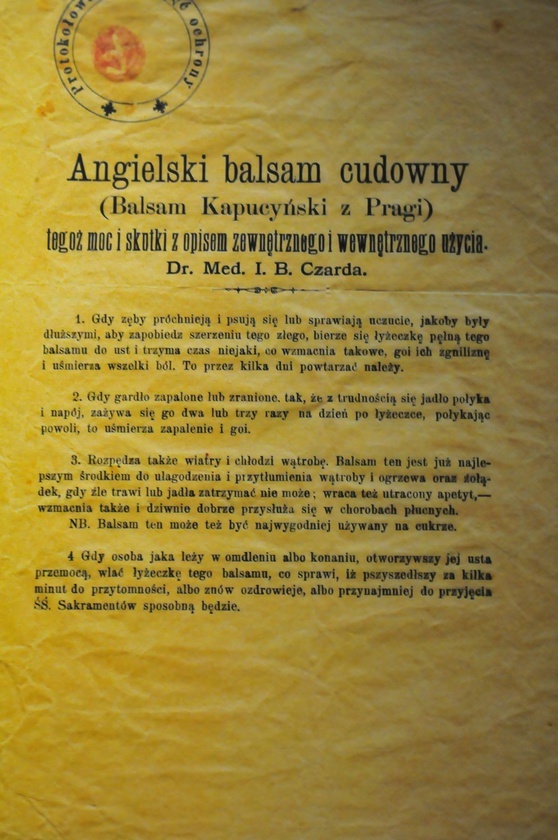 Protokołowa
ochrony
Angielski balsam cudowny
(Balsam Kapucyński z Pragi)
tegoż moc i skutki z opisem zewnętrznego i wewnętrznego użycia.
Dr. Med. I. B. Czarda.
1. Gdy zęby próchnieją i psują się lub sprawiają uczucie, jakoby były
dłuższymi, aby zapobiedz szerzeniu tego złego, bierze się łyżeczkę pełną tego
balsamu do ust i trzyma czas niejaki, co wzmacnia takowe, goi ich zgniliznę
i uśmierza wszelki ból. To przez kilka dni powtarzać należy.
2. Gdy gardło zapalone lub zranione. tak, że z trudnością się jadło połyka
i napój, zażywa się go dwa lub trzy razy na dzień po łyżeczce, połykając
powoli, to uśmierza zapalenie i goi.
3. Rozpędza także wiatry i chłodzi wątrobę. Balsam ten jest już najle-
pszym środkiem do ułagodzenia i przytłumienia wątroby i ogrzewa oraz żołą-
dek, gdy źle trawi lub jadła zatrzymać nie może; wraca też utracony apetyt,—
wzmacnia także i dziwnie dobrze przysłuża się w chorobach płucnych.
NB. Balsam ten może też być najwygodniej używany na cukrze.
4 Gdy osoba jaka leży w omdleniu albo konaniu, otworzywszy jej usta
przemocą, wlać łyżeczkę tego balsamu, co sprawi, iż pszyszedłszy za kilka
minut do przytomności, albo znów ozdrowieje, albo przynajmniej do przyjęcia
ŚŚ. Sakramentów sposobną będzie.